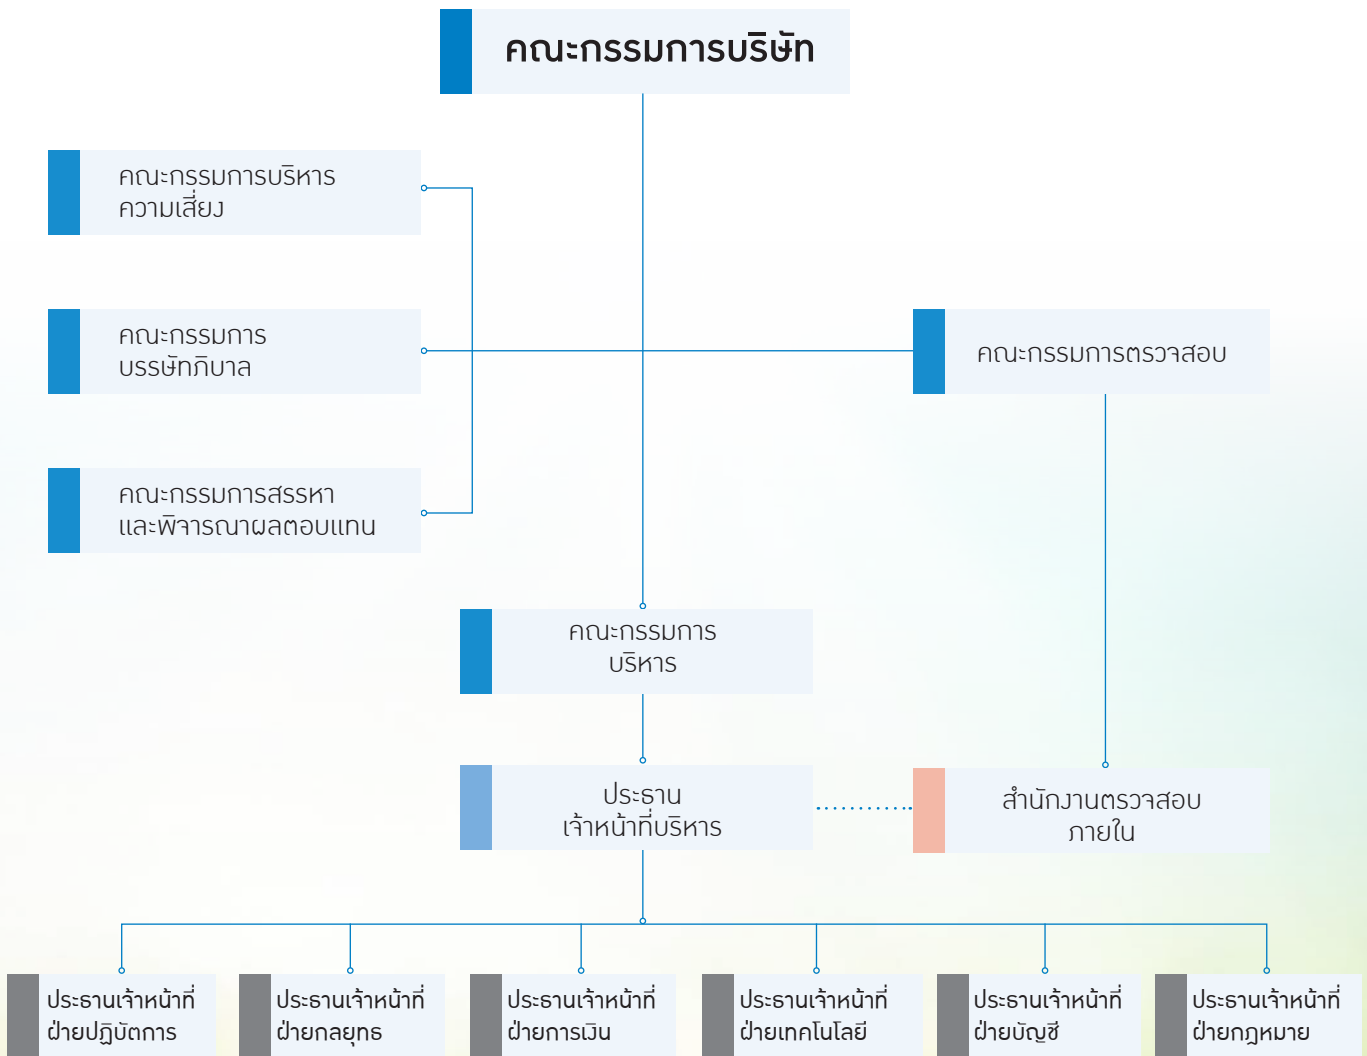 คณะกรรมการบริษัท
คณะกรรมการบริหาร
ความเสี่ยง
คณะกรรมการ
บรรษัทภิบาล
คณะกรรมการตรวจสอบ
คณะกรรมการสรรหา
และพิจารณาผลตอบแทน
คณะกรรมการ
บริหาร
ประธาน
เจ้าหน้าที่บริหาร
สำนักงานตรวจสอบ
ภายใน
ประธานเจ้าหน้าที่
ฝ่ายปฏิบัตการ
ประธานเจ้าหน้าที่
ฝ่ายกลยุทธ
ประธานเจ้าหน้าที่
ฝ่ายการเงิน
ประธานเจ้าหน้าที่
ฝ่ายเทคโนโลยี
ประธานเจ้าหน้าที่
ฝ่ายบัญชี
ประธานเจ้าหน้าที่
ฝ่ายกฎหมาย